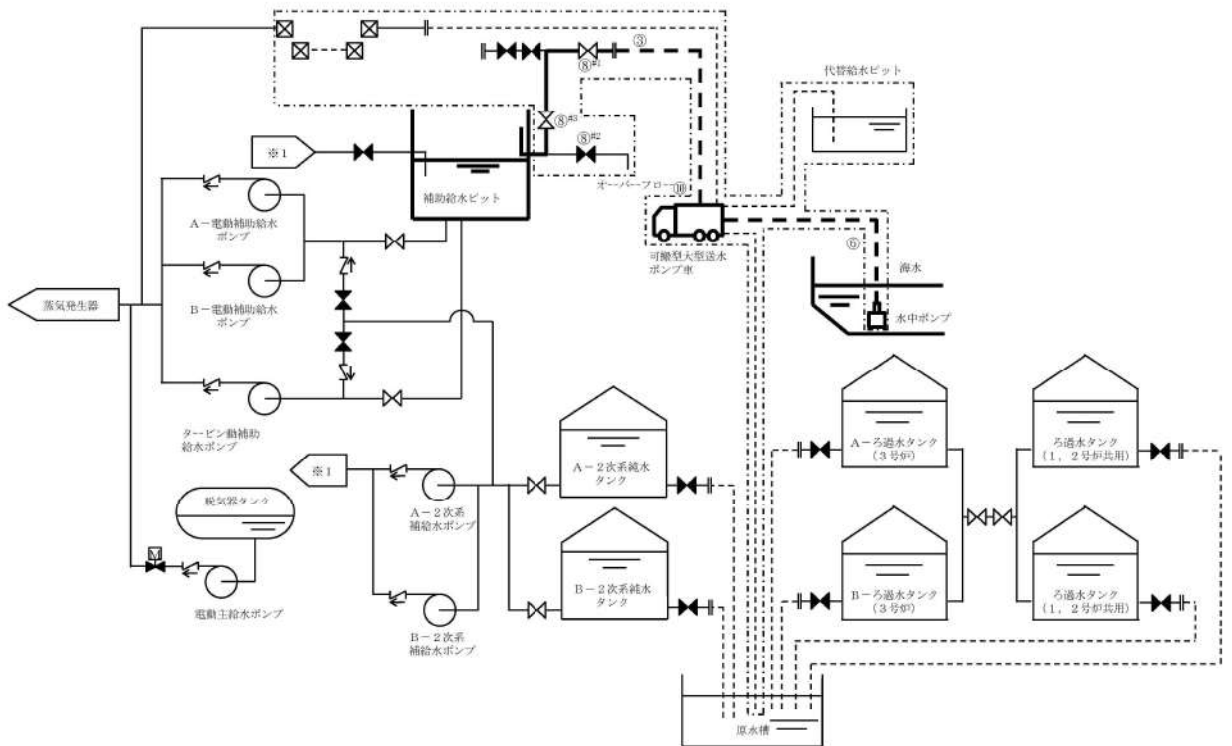 ③
⑧#1
代替給水ピット
⑧#3
⑧#2
※1
オーバーフロー
⑩
補助給水ピット
A-電動補助給水
ポンプ
可搬型大型送水
ポンプ車
⑥
海水
水中ポンプ
蒸気発生器
B-電動補助給水
ポンプ
タービン動補助
給水ポンプ
A-ろ過水タンク
(3号炉)
ろ過水タンク
(1,2号炉共用)
※1
A-2次系純水
タンク
脱気器タンク
A-2次系
補給水ポンプ
M
B-2次系純水
タンク
B-ろ過水タンク
(3号炉)
ろ過水タンク
(1,2号炉共用)
電動主給水ポンプ
B-2次系
補給水ポンプ
原水槽